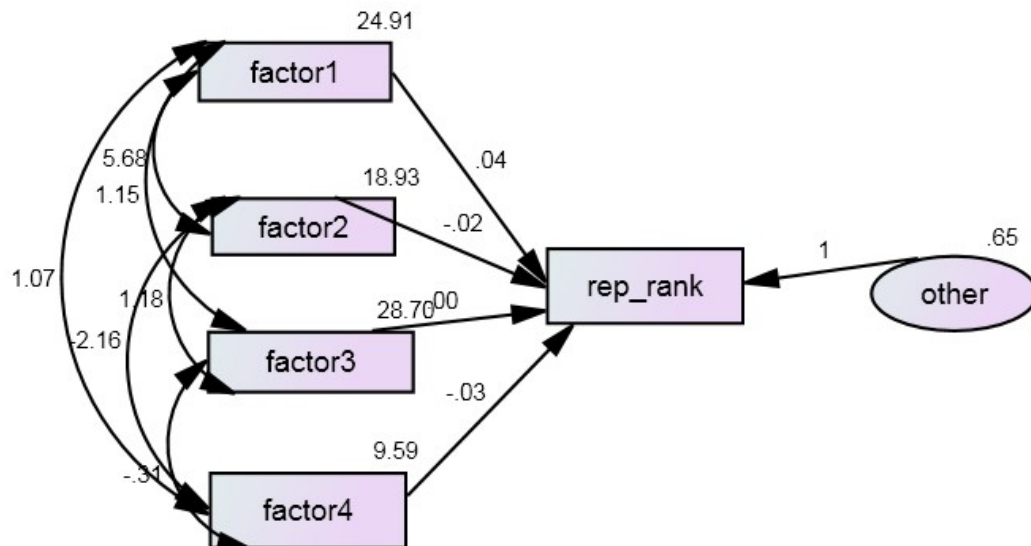 24.91
factor1
5.68
.04
1.15
18.93
-.02
factor2
1.07
1.18
28.70
.00
rep_rank
1
.65
other
-2.16
factor3
-.03
-.31
9.59
factor4